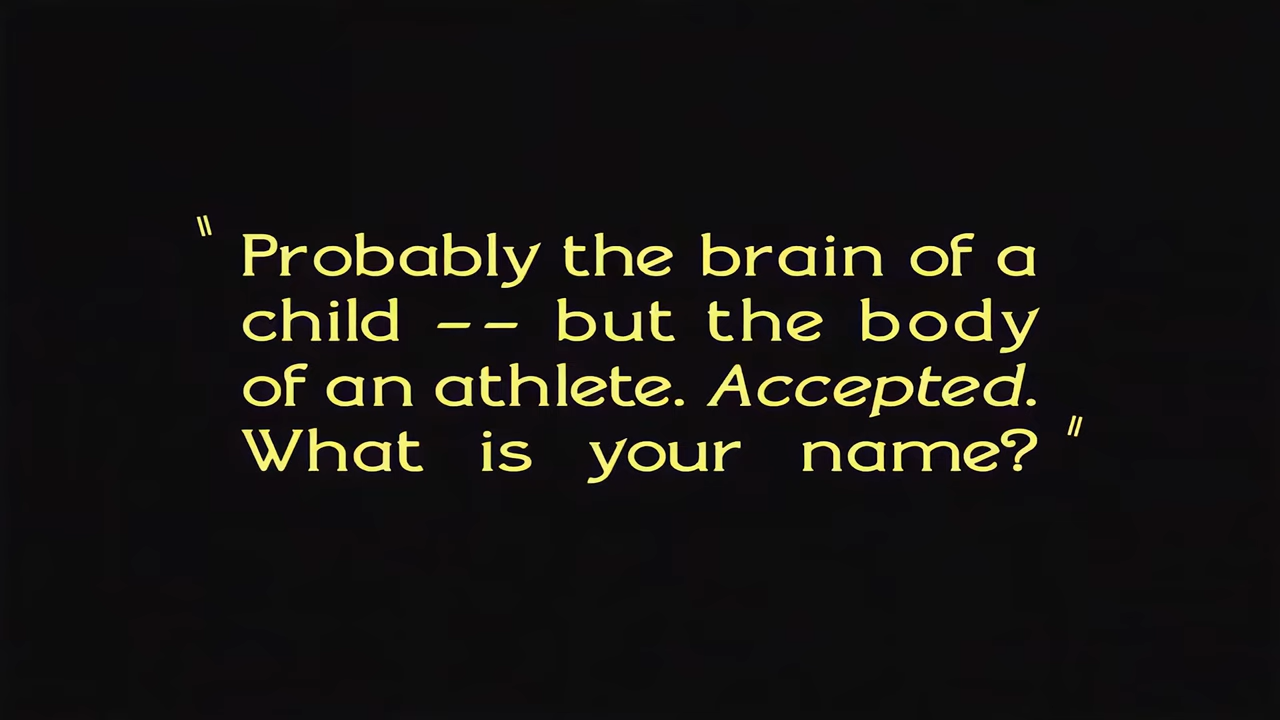 " Probably the brain of a
child -- but the body
of an athlete. Accepted.
What is your name? "